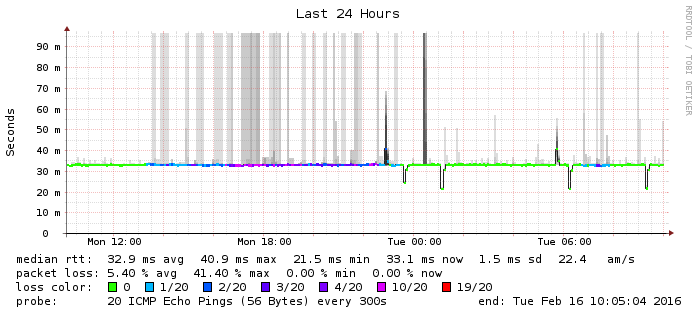 Last 24 Hours
RRDTOOL / TOBI OETIKER
Seconds
90 m
80 m
70 m
60 m
50 m
40 m
30 m
20 m
10 m
0
Mon 12:00 Mon 18:00 Tue 00:00 Tue 06:00
median rtt: 32.9 ms avg 40.9 ms max 21.5 ms min 33.1 ms now 1.5 ms sd 22.4 am/s
packet loss: 5.40 % avg 41.40 % max 0.00 % min 0.00 % now
loss color: 0 1/20 2/20 3/20 4/20 10/20 19/20
probe: 20 ICMP Echo Pings (56 Bytes) every 300s end: Tue Feb 16 10:05:04 2016